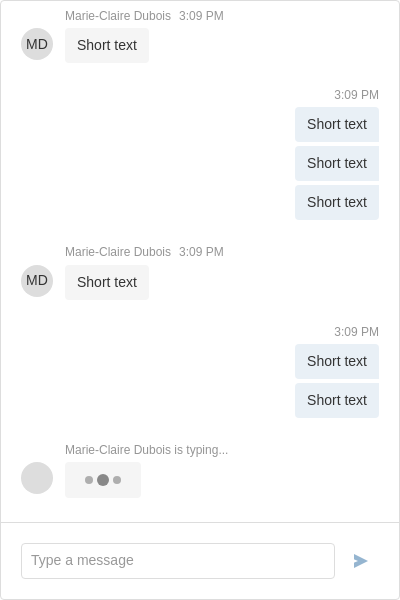 Marie-Claire Dubois 3:09 PM
MD
Short text
3:09 PM
Short text
Short text
Short text
Marie-Claire Dubois 3:09 PM
MD
Short text
3:09 PM
Short text
Short text
Marie-Claire Dubois is typing...
Type a message